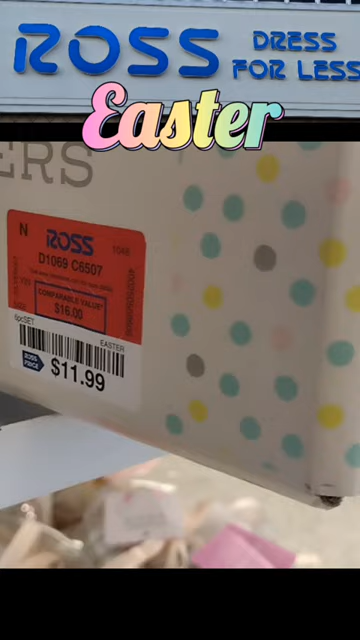 ROSS
DRESS
FOR LESS
Easter
ERS
N
ROSS
1046
D1069 C6507
COMPARABLE VALUE*
$16.00
6pcSET
EASTER
ROSS
PRICE
$11.99